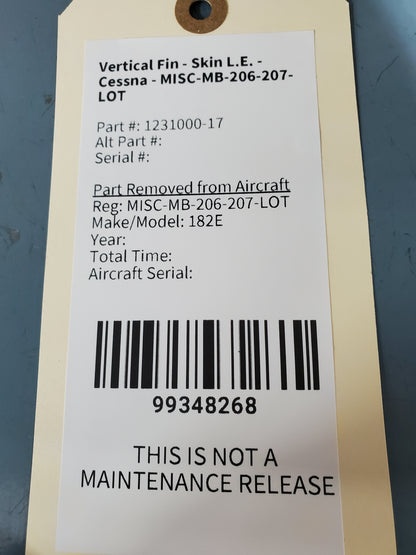 Vertical Fin - Skin L.E. -
Cessna - MISC-MB-206-207-
LOT
Part #: 1231000-17
Alt Part #:
Serial #:
Part Removed from Aircraft
Reg: MISC-MB-206-207-LOT
Make/Model: 182E
Year:
Total Time:
Aircraft Serial:
99348268
THIS IS NOT A
MAINTENANCE RELEASE